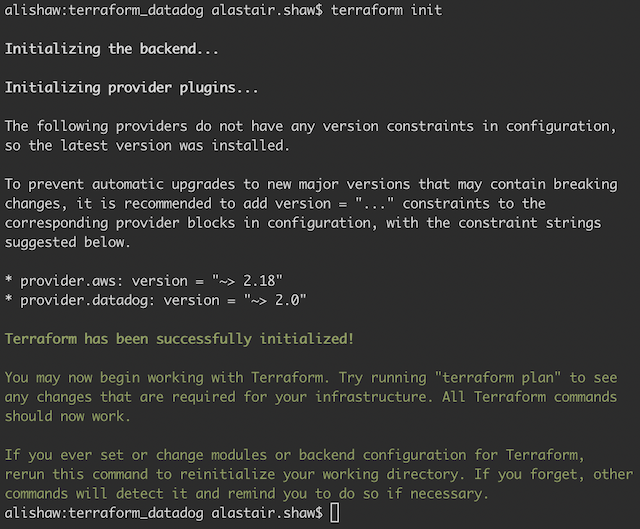 alishaw:terraform_datadog alastair.shaw$ terraform init
Initializing the backend...
Initializing provider plugins...
The following providers do not have any version constraints in configuration,
so the latest version was installed.
To prevent automatic upgrades to new major versions that may contain breaking
changes, it is recommended to add version = "..." constraints to the
corresponding provider blocks in configuration, with the constraint strings
suggested below.
* provider.aws: version = "~> 2.18"
* provider.datadog: version = "~> 2.0"
Terraform has been successfully initialized!
You may now begin working with Terraform. Try running "terraform plan" to see
any changes that are required for your infrastructure. All Terraform commands
should now work.
If you ever set or change modules or backend configuration for Terraform,
rerun this command to reinitialize your working directory. If you forget, other
commands will detect it and remind you to do so if necessary.
alishaw:terraform_datadog alastair.shaw$